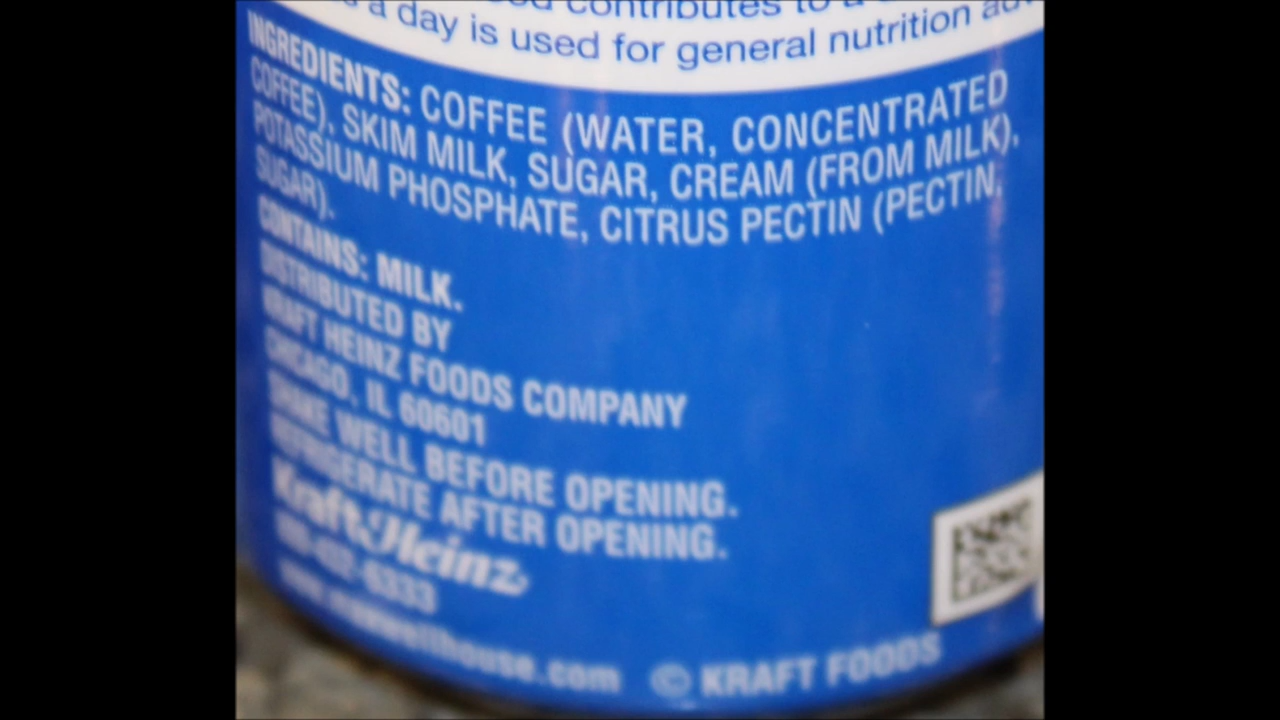 contributes to a
a day is used for general nutrition
INGREDIENTS: COFFEE (WATER, CONCENTRATED
COFFEE), SKIM MILK, SUGAR, CREAM (FROM MILK),
POTASSIUM PHOSPHATE, CITRUS PECTIN (PECTIN,
SUGAR).
CONTAINS: MILK.
DISTRIBUTED BY
KRAFT HEINZ FOODS COMPANY
CHICAGO, IL 60601
SHAKE WELL BEFORE OPENING.
REFRIGERATE AFTER OPENING.
KraftHeinz
© KRAFT FOODS